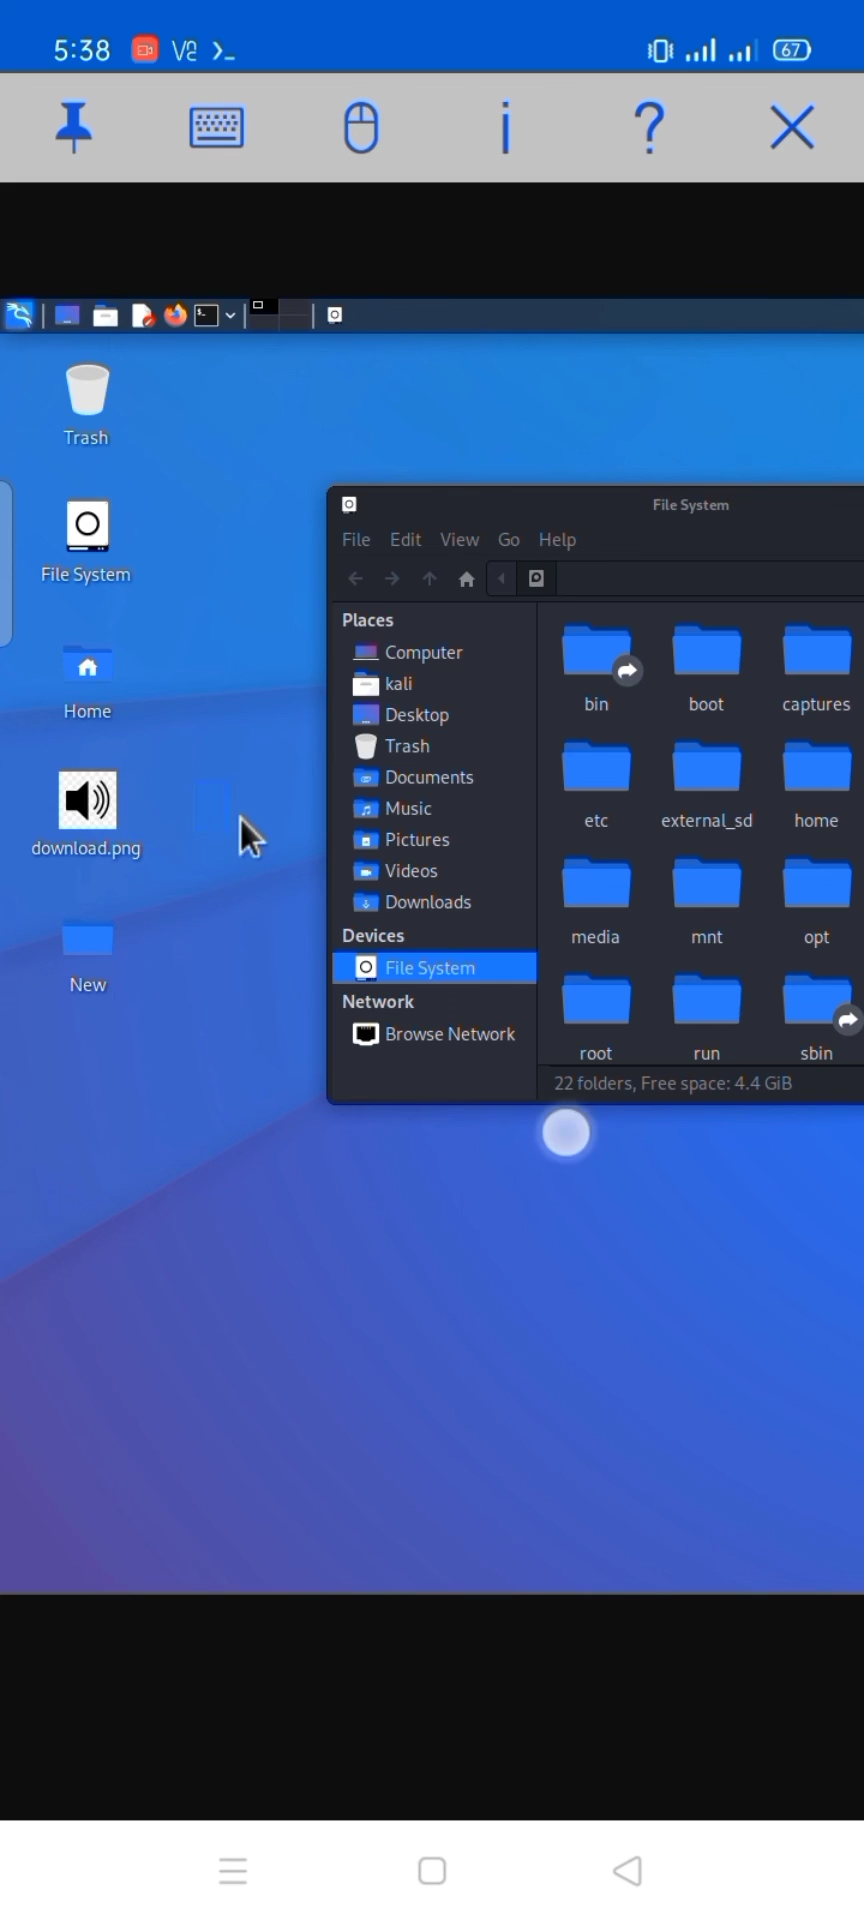 5:38 67
Trash
File System
File System
File Edit View Go Help
Places
Computer
kali
Desktop
Trash
Documents
Music
Pictures
Videos
Downloads
Devices
File System
Network
Browse Network
bin boot captures
etc external_sd home
media mnt opt
root run sbin
22 folders, Free space: 4.4 GiB
Home
download.png
New